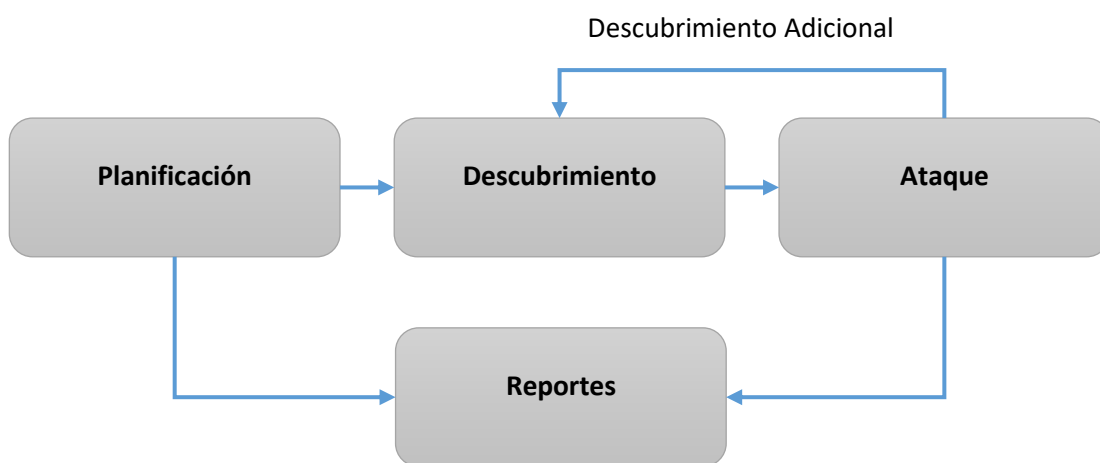 Descubrimiento Adicional
Planificación
Descubrimiento
Ataque
Reportes